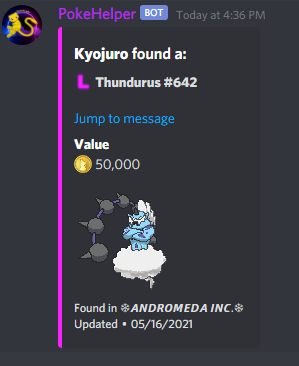 PokeHelper BOT Today at 4:36 PM
Kyojuro found a:
L Thundurus #642
Jump to message
Value
50,000
Found in ❄ANDROMEDA INC.❄
Updated • 05/16/2021